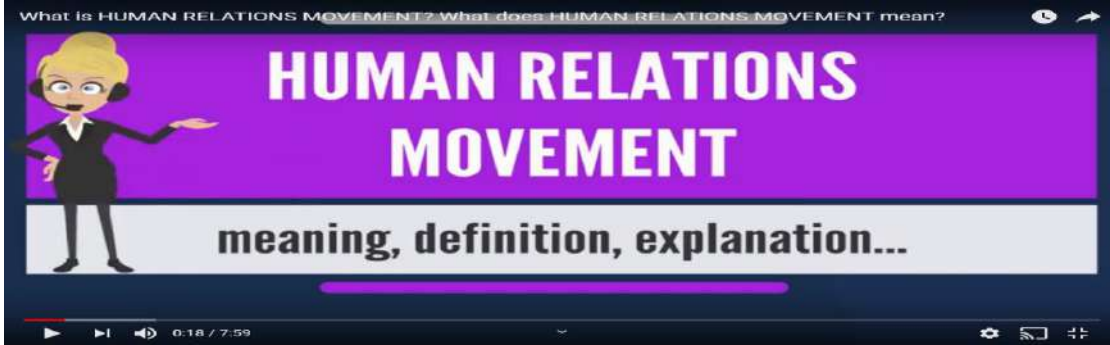 What is HUMAN RELATIONS MOVEMENT? What does HUMAN RELATIONS MOVEMENT mean?
HUMAN RELATIONS
MOVEMENT
meaning, definition, explanation...
0:18 / 7:59